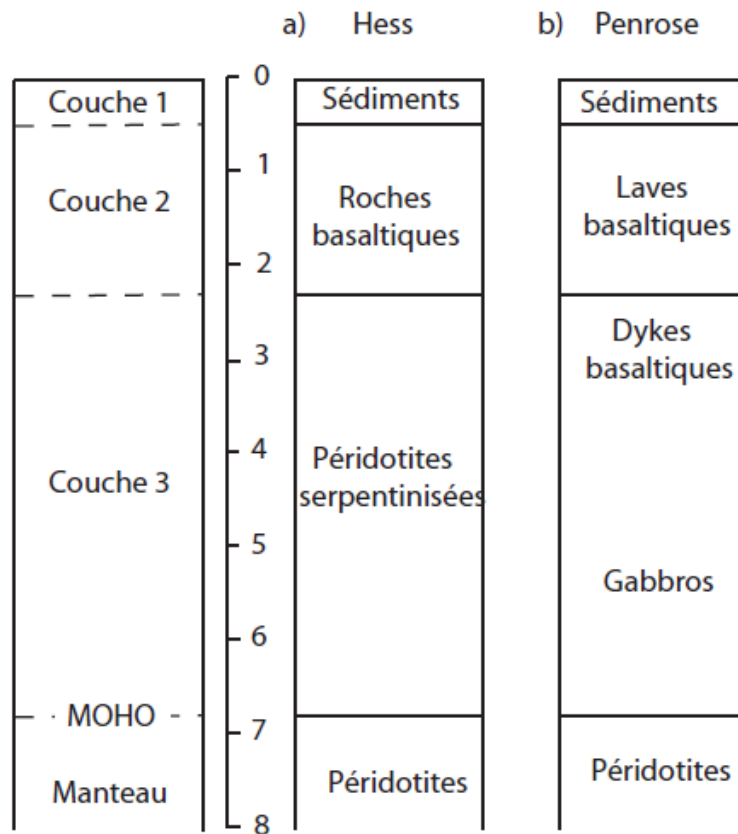 a) Hess
b) Penrose
Couche 1
Couche 2
Couche 3
MOHO
Manteau
0
1
2
3
4
5
6
7
8
Sédiments
Roches
basaltiques
Péridotites
serpentinisées
Péridotites
Sédiments
Laves
basaltiques
Dykes
basaltiques
Gabbros
Péridotites